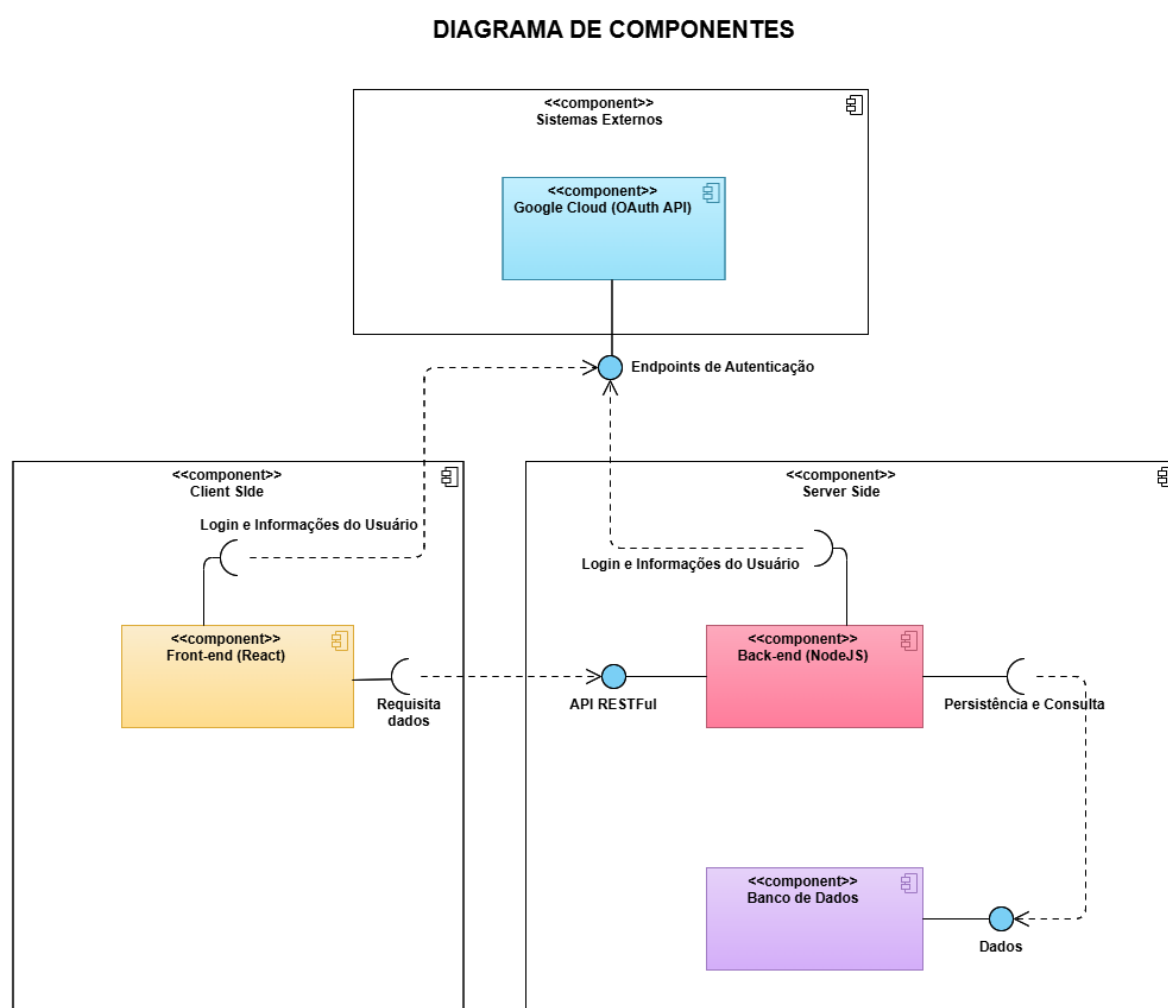 DIAGRAMA DE COMPONENTES
<<component>>
Sistemas Externos
<<component>>
Google Cloud (OAuth API)
Endpoints de Autenticação
<<component>>
Client SIde
Login e Informações do Usuário
<<component>>
Front-end (React)
Requisita
dados
<<component>>
Server Side
Login e Informações do Usuário
API RESTFul
<<component>>
Back-end (NodeJS)
Persistência e Consulta
<<component>>
Banco de Dados
Dados